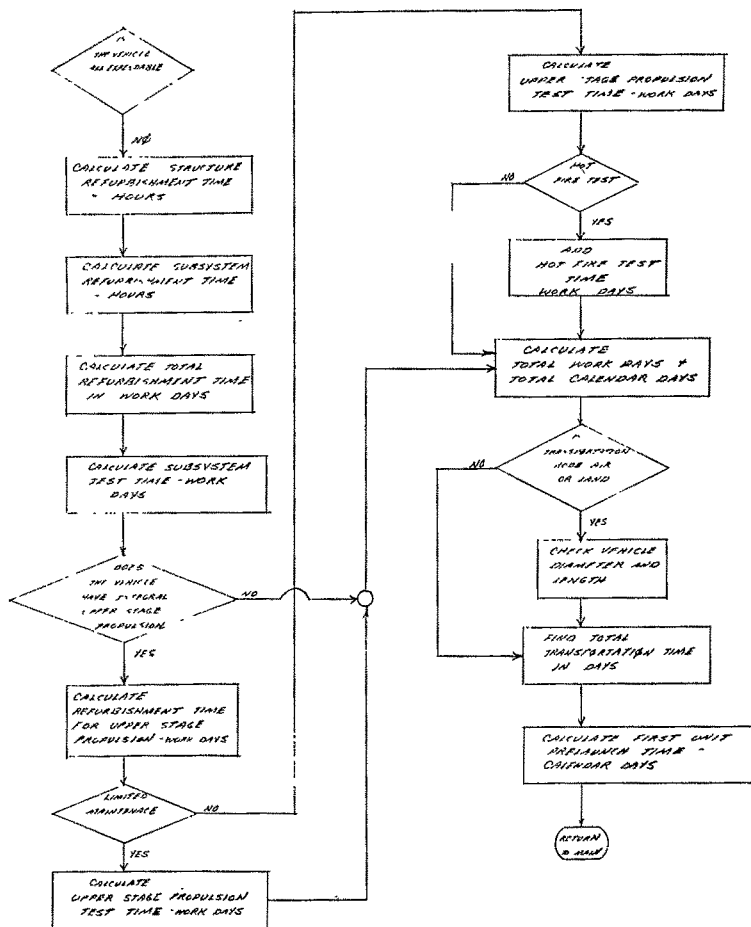 THE VEHICLE
NO
CALCULATE STRUCTURE
REFURBISHMENT TIME
- HOURS
CALCULATE SUBSYSTEM
REFURBISHMENT TIME
- HOURS
CALCULATE TOTAL
REFURBISHMENT TIME
IN WORK DAYS
CALCULATE SUBSYSTEM
TEST TIME - WORK
DAYS
DOES
THE VEHICLE
HAVE INTEGRAL
UPPER STAGE
PROPULSION
NO
YES
CALCULATE
REFURBISHMENT TIME
FOR UPPER STAGE
PROPULSION - WORK DAYS
LIMITED
MAINTENACE
NO
YES
CALCULATE
UPPER STAGE PROPULSION
TEST TIME - WORK DAYS
CALCULATE
UPPER STAGE PROPULSION
TEST TIME - WORK DAYS
HOT
FIRE TEST
NO
YES
ADD
HOT FIRE TEST
TIME
WORK DAYS
CALCULATE
TOTAL WORK DAYS +
TOTAL CALENDAR DAYS
TRANSPORTATION
MODE AIR
OR LAND
NO
YES
CHECK VEHICLE
DIAMETER AND
LENGTH
FIND TOTAL
TRANSPORTATION TIME
IN DAYS
CALCULATE FIRST UNIT
PRELAUNCH TIME -
CALENDAR DAYS
RETURN
TO MAIN